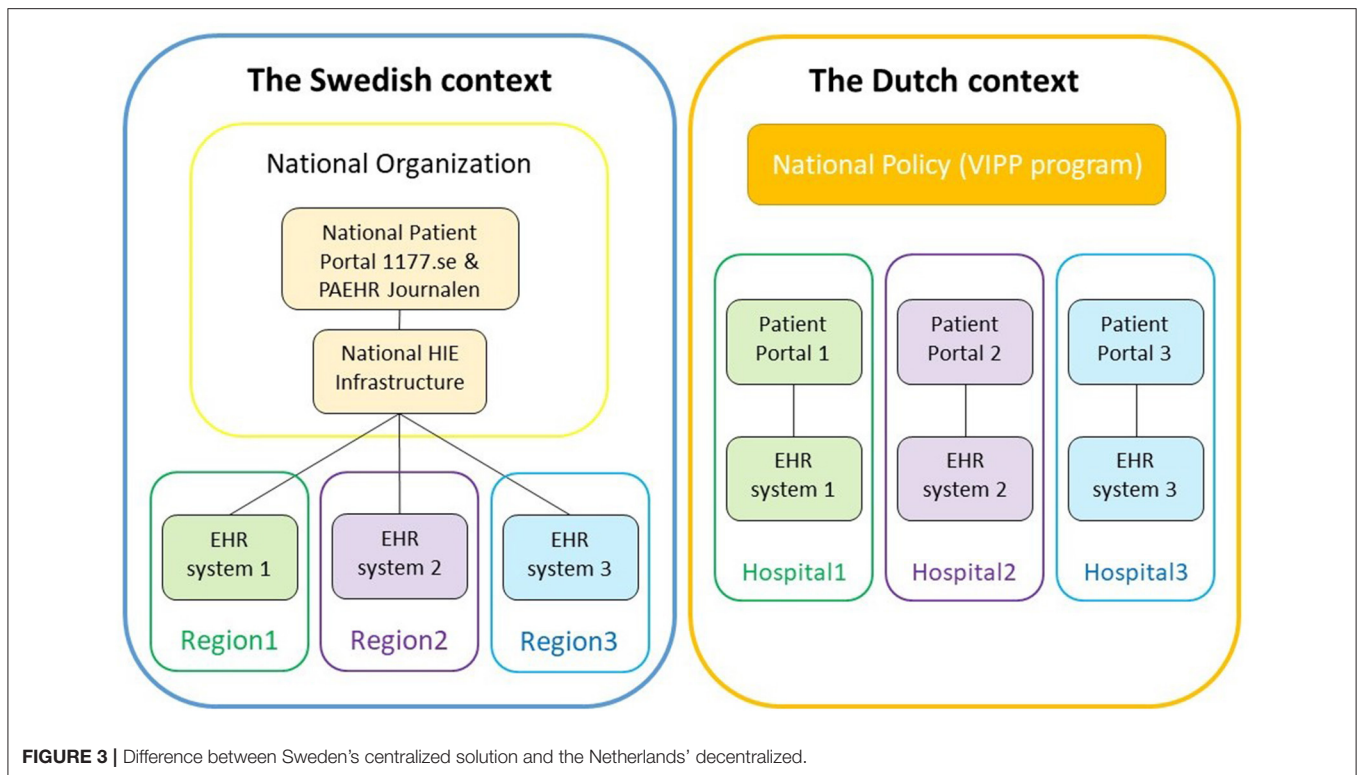 The Swedish context
National Organization
National Patient
Portal 1177.se &
PAEHR Journalen
National HIE
Infrastructure
EHR
system 1
Region1
EHR
system 2
Region2
EHR
system 3
Region3
The Dutch context
National Policy (VIPP program)
Patient
Portal 1
EHR
system 1
Hospital1
Patient
Portal 2
EHR
system 2
Hospital2
Patient
Portal 3
EHR
system 3
Hospital3
FIGURE 3 | Difference between Sweden's centralized solution and the Netherlands' decentralized.